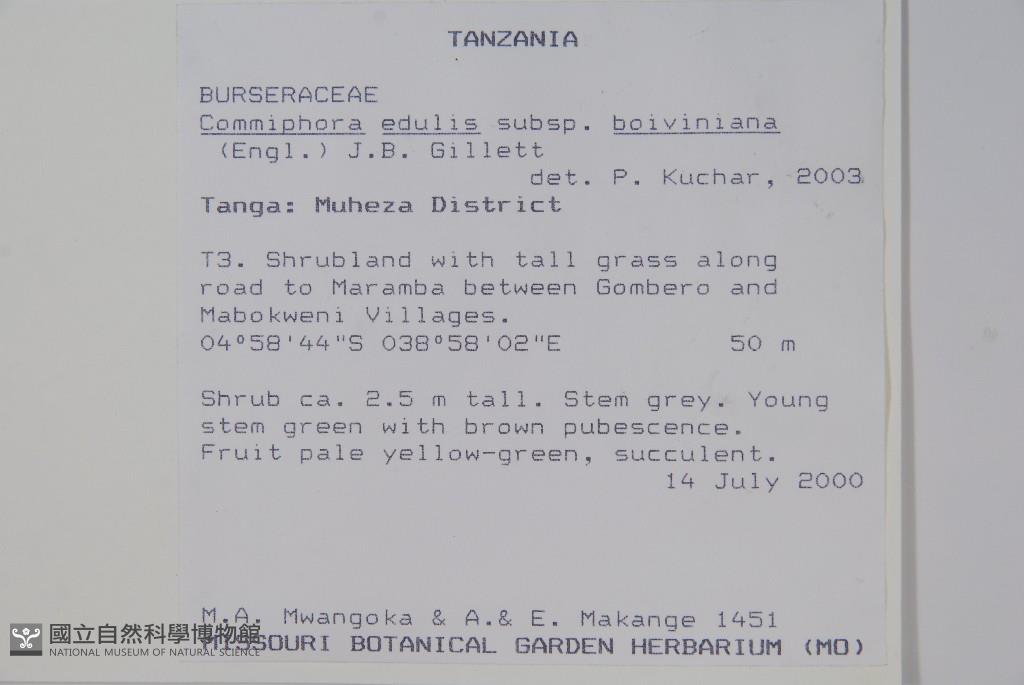 TANZANIA
BURSERACEAE
Commiphora edulis subsp. boiviniana
(Engl.) J.B. Gillett
det. P. Kuchar, 2003
Tanga: Muheza District
T3. Shrubland with tall grass along
road to Maramba between Gombero and
Mabokweni Villages.
04°58'44"S 038°58'02"E 50 m
Shrub ca. 2.5 m tall. Stem grey. Young
stem green with brown pubescence.
Fruit pale yellow-green, succulent.
14 July 2000
M.A. Mwangoka & A.& E. Makange 1451
MISSOURI BOTANICAL GARDEN HERBARIUM (MO)
國立自然科學博物館
NATIONAL MUSEUM OF NATURAL SCIENCE